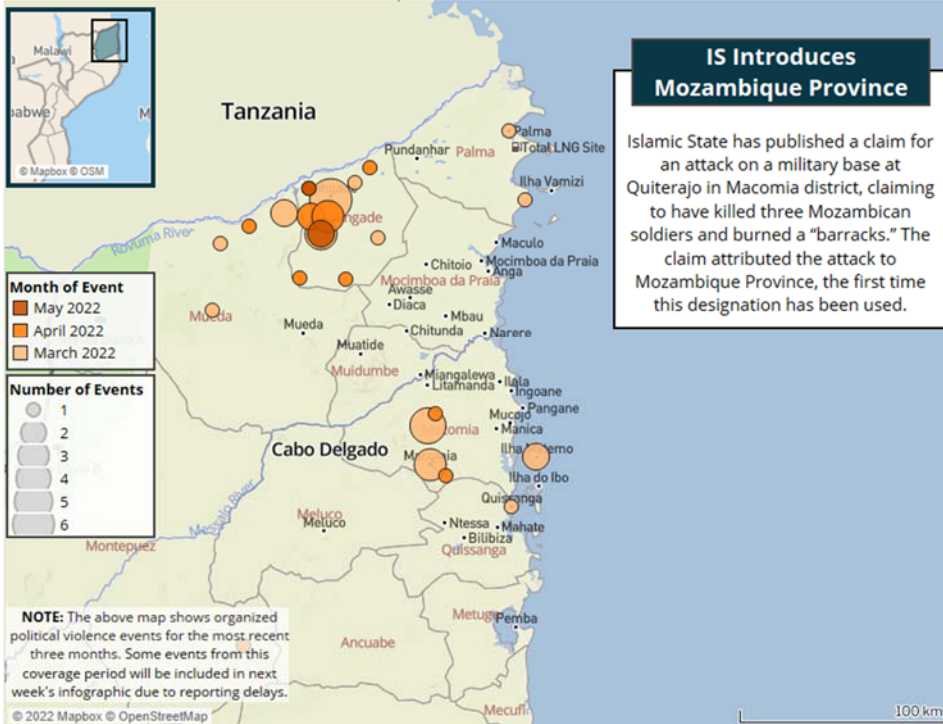 Malawi
© Mapbox © OSM
IS Introduces
Mozambique Province
Islamic State has published a claim for
an attack on a military base at
Quiterajo in Macomia district, claiming
to have killed three Mozambican
soldiers and burned a “barracks.” The
claim attributed the attack to
Mozambique Province, the first time
this designation has been used.
Tanzania
Palma
Total LNG Site
Pundanhar
Palma
Ilha Vamizi
Rovuma River
Maculo
Mocimboa da Praia
Chitoio
Anga
Mocimboa da Praia
Awasse
Diaca
Mbau
Mueda
Mueda
Chitunda
Narere
Muatide
Muidumbe
Miangalewa
Litamanda
Ilala
Ingoane
Pangane
Mucojo
Manica
Cabo Delgado
Ilha do Ibo
Quissanga
Messalo River
Meluco
Meluco
Ntessa
Mahate
Bilibiza
Quissanga
Montepuez
Metuge
Pemba
Ancuabe
Mecufi
Month of Event
May 2022
April 2022
March 2022
Number of Events
1
2
3
4
5
6
NOTE: The above map shows organized
political violence events for the most recent
three months. Some events from this
coverage period will be included in next
week's infographic due to reporting delays.
© 2022 Mapbox © OpenStreetMap
100 km